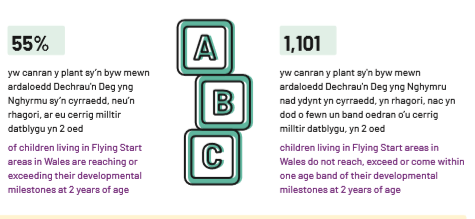 55%
yw canran y plant sy'n byw mewn
ardaloedd Dechrau'n Deg yng
Nghymru sy'n cyrraedd, neu'n
rhagori, ar eu cerrig milltir
datblygu yn 2 oed
of children living in Flying Start
areas in Wales are reaching or
exceeding their developmental
milestones at 2 years of age
A
B
C
1,101
yw canran y plant sy'n byw mewn
ardaloedd Dechrau'n Deg yng Nghymru
nad ydynt yn cyrraedd, yn rhagori, nac yn
dod o fewn un band oedran o'u cerrig
milltir datblygu, yn 2 oed
children in Flying Start areas in
Wales do not reach, exceed or come within
one age band of their developmental
milestones at 2 years of age